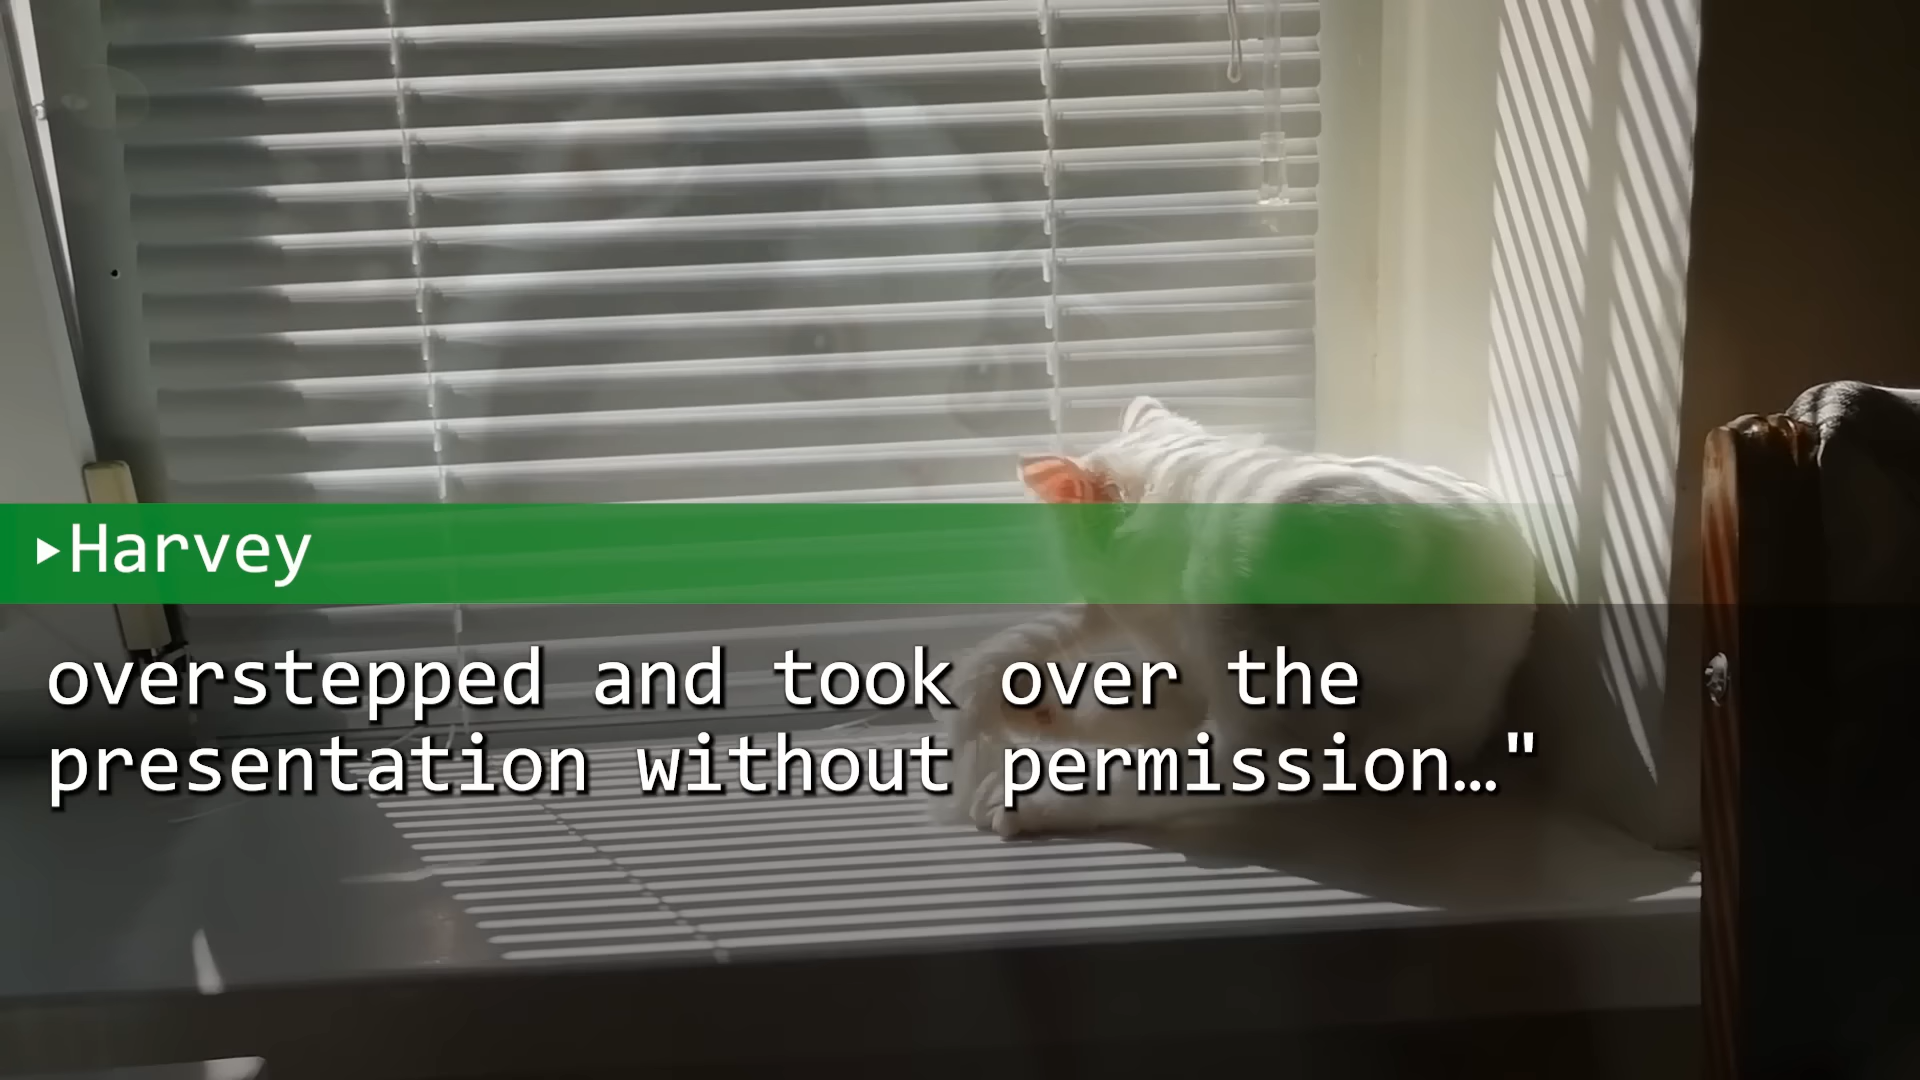 ▶Harvey
overstepped and took over the
presentation without permission…"